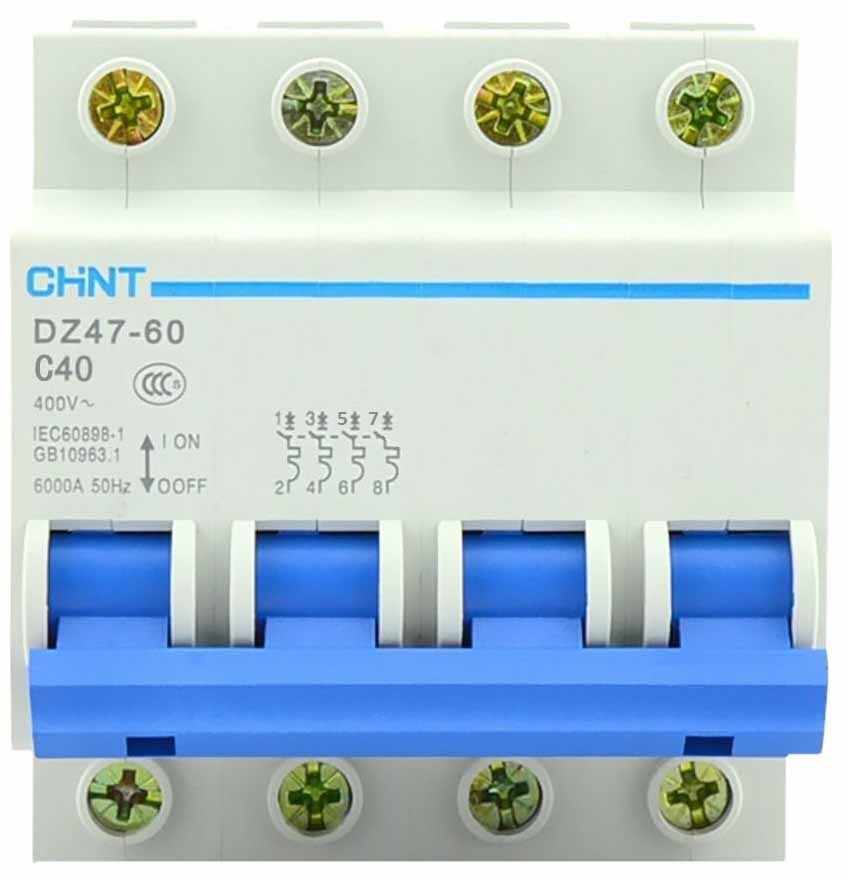 CHNT
DZ47-60
C40
CCC S
400V~
IEC60898-1
GB10963.1
I ON
6000A 50Hz
O OFF
1 3 5 7
2 4 6 8